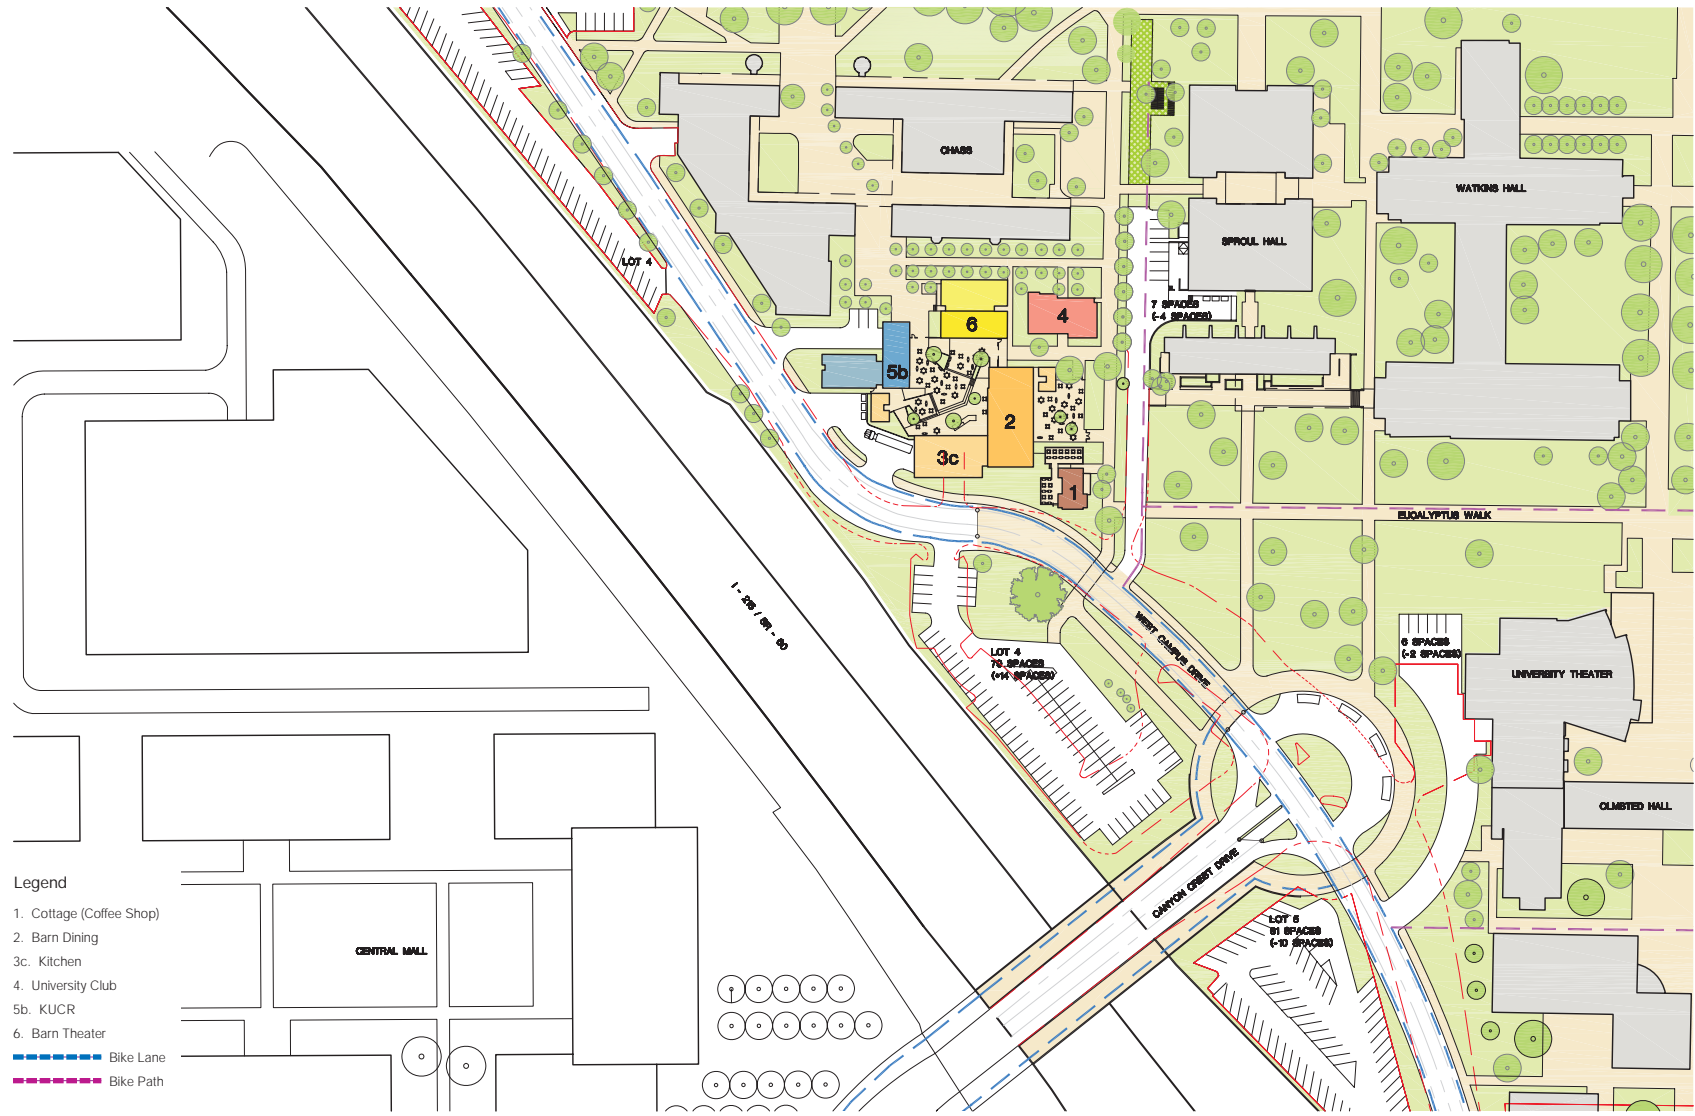 CHASS
WATKINS HALL
SPROUL HALL
LOT 4
7 SPACES
(-4 SPACES)
6
4
5b
2
3c
1
EUCALYPTUS WALK
I - 215 / SR - 60
WEST CAMPUS DRIVE
LOT 4
79 SPACES
(+14 SPACES)
6 SPACES
(-2 SPACES)
UNIVERSITY THEATER
OLMSTED HALL
CANYON CREST DRIVE
LOT 5
81 SPACES
(-10 SPACES)
CENTRAL MALL
Legend
1. Cottage (Coffee Shop)
2. Barn Dining
3c. Kitchen
4. University Club
5b. KUCR
6. Barn Theater
Bike Lane
Bike Path